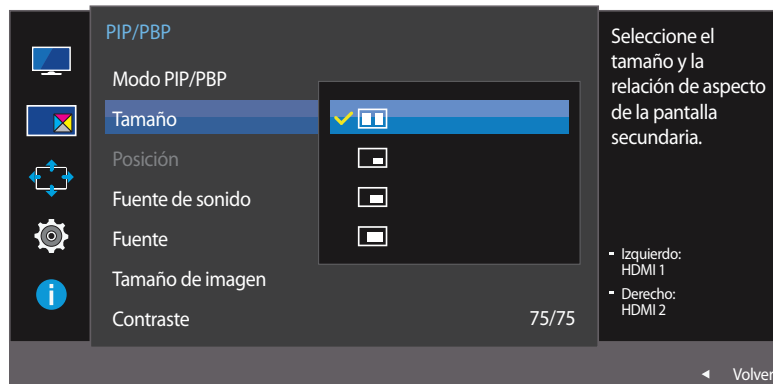 PIP/PBP
Modo PIP/PBP
Tamaño
Posición
Fuente de sonido
Fuente
Tamaño de imagen
Contraste 75/75
Seleccione el
tamaño y la
relación de aspecto
de la pantalla
secundaria.
- Izquierdo:
HDMI 1
- Derecho:
HDMI 2
Volver